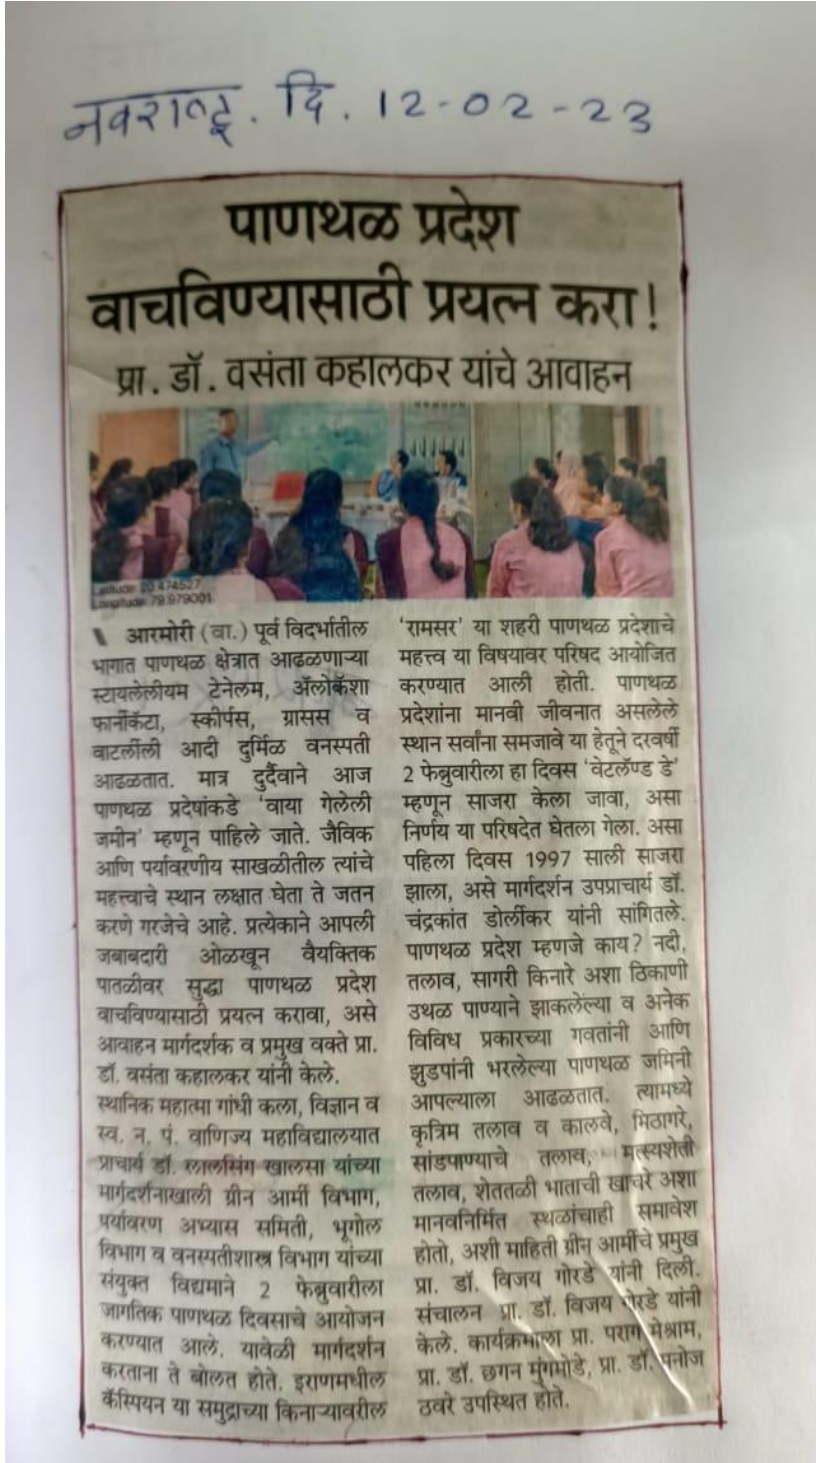 नवराष्ट्र. दि. 12-02-23
पाणथळ प्रदेश
वाचविण्यासाठी प्रयत्न करा!
प्रा. डॉ. वसंता कहालकर यांचे आवाहन
Latitude: 20.474527
Longitude: 79.979001
आरमोरी (वा.) पूर्व विदर्भातील
भागात पाणथळ क्षेत्रात आढळणाऱ्या
स्टायलेलीयम टेनेलम, ॲलोकॅशा
फार्नीकॅटा, स्कीर्पस, ग्रासस व
वाटर्लीली आदी दुर्मिळ वनस्पती
आढळतात. मात्र दुर्दैवाने आज
पाणथळ प्रदेषांकडे 'वाया गेलेली
जमीन' म्हणून पाहिले जाते. जैविक
आणि पर्यावरणीय साखळीतील त्यांचे
महत्त्वाचे स्थान लक्षात घेता ते जतन
करणे गरजेचे आहे. प्रत्येकाने आपली
जबाबदारी ओळखून वैयक्तिक
पातळीवर सुद्धा पाणथळ प्रदेश
वाचविण्यासाठी प्रयत्न करावा, असे
आवाहन मार्गदर्शक व प्रमुख वक्ते प्रा.
डॉ. वसंता कहालकर यांनी केले.
स्थानिक महात्मा गांधी कला, विज्ञान व
स्व. न. पं. वाणिज्य महाविद्यालयात
प्राचार्य डॉ. लालसिंग खालसा यांच्या
मार्गदर्शनाखाली ग्रीन आर्मी विभाग,
पर्यावरण अभ्यास समिती, भूगोल
विभाग व वनस्पतीशास्त्र विभाग यांच्या
संयुक्त विद्यमाने 2 फेब्रुवारीला
जागतिक पाणथळ दिवसाचे आयोजन
करण्यात आले. यावेळी मार्गदर्शन
करताना ते बोलत होते. इराणमधील
कॅस्पियन या समुद्राच्या किनाऱ्यावरील
'रामसर' या शहरी पाणथळ प्रदेशाचे
महत्त्व या विषयावर परिषद आयोजित
करण्यात आली होती. पाणथळ
प्रदेशांना मानवी जीवनात असलेले
स्थान सर्वांना समजावे या हेतूने दरवर्षी
2 फेब्रुवारीला हा दिवस 'वेटलॅण्ड डे'
म्हणून साजरा केला जावा, असा
निर्णय या परिषदेत घेतला गेला. असा
पहिला दिवस 1997 साली साजरा
झाला, असे मार्गदर्शन उपप्राचार्य डॉ.
चंद्रकांत डोर्लीकर यांनी सांगितले.
पाणथळ प्रदेश म्हणजे काय? नदी,
तलाव, सागरी किनारे अशा ठिकाणी
उथळ पाण्याने झाकलेल्या व अनेक
विविध प्रकारच्या गवतांनी आणि
झुडपांनी भरलेल्या पाणथळ जमिनी
आपल्याला आढळतात. त्यामध्ये
कृत्रिम तलाव व कालवे, मिठागरे,
सांडपाण्याचे तलाव, मत्स्यशेती
तलाव, शेततळी भाताची खाचरे अशा
मानवनिर्मित स्थळांचाही समावेश
होतो, अशी माहिती ग्रीन आर्मीचे प्रमुख
प्रा. डॉ. विजय गोरडे यांनी दिली.
संचालन प्रा. डॉ. विजय गोरडे यांनी
केले. कार्यक्रमाला प्रा. पराग मेश्राम,
प्रा. डॉ. छगन मुंगमोडे, प्रा. डॉ. पनोज
ठवरे उपस्थित होते.